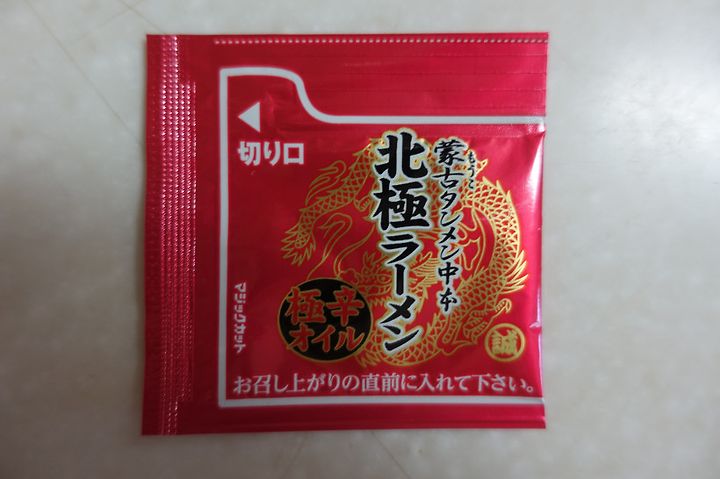 切り口
もうこ
蒙古タンメン中本
北極ラーメン
極辛
オイル
誠
マジックカット
お召し上がりの直前に入れて下さい。